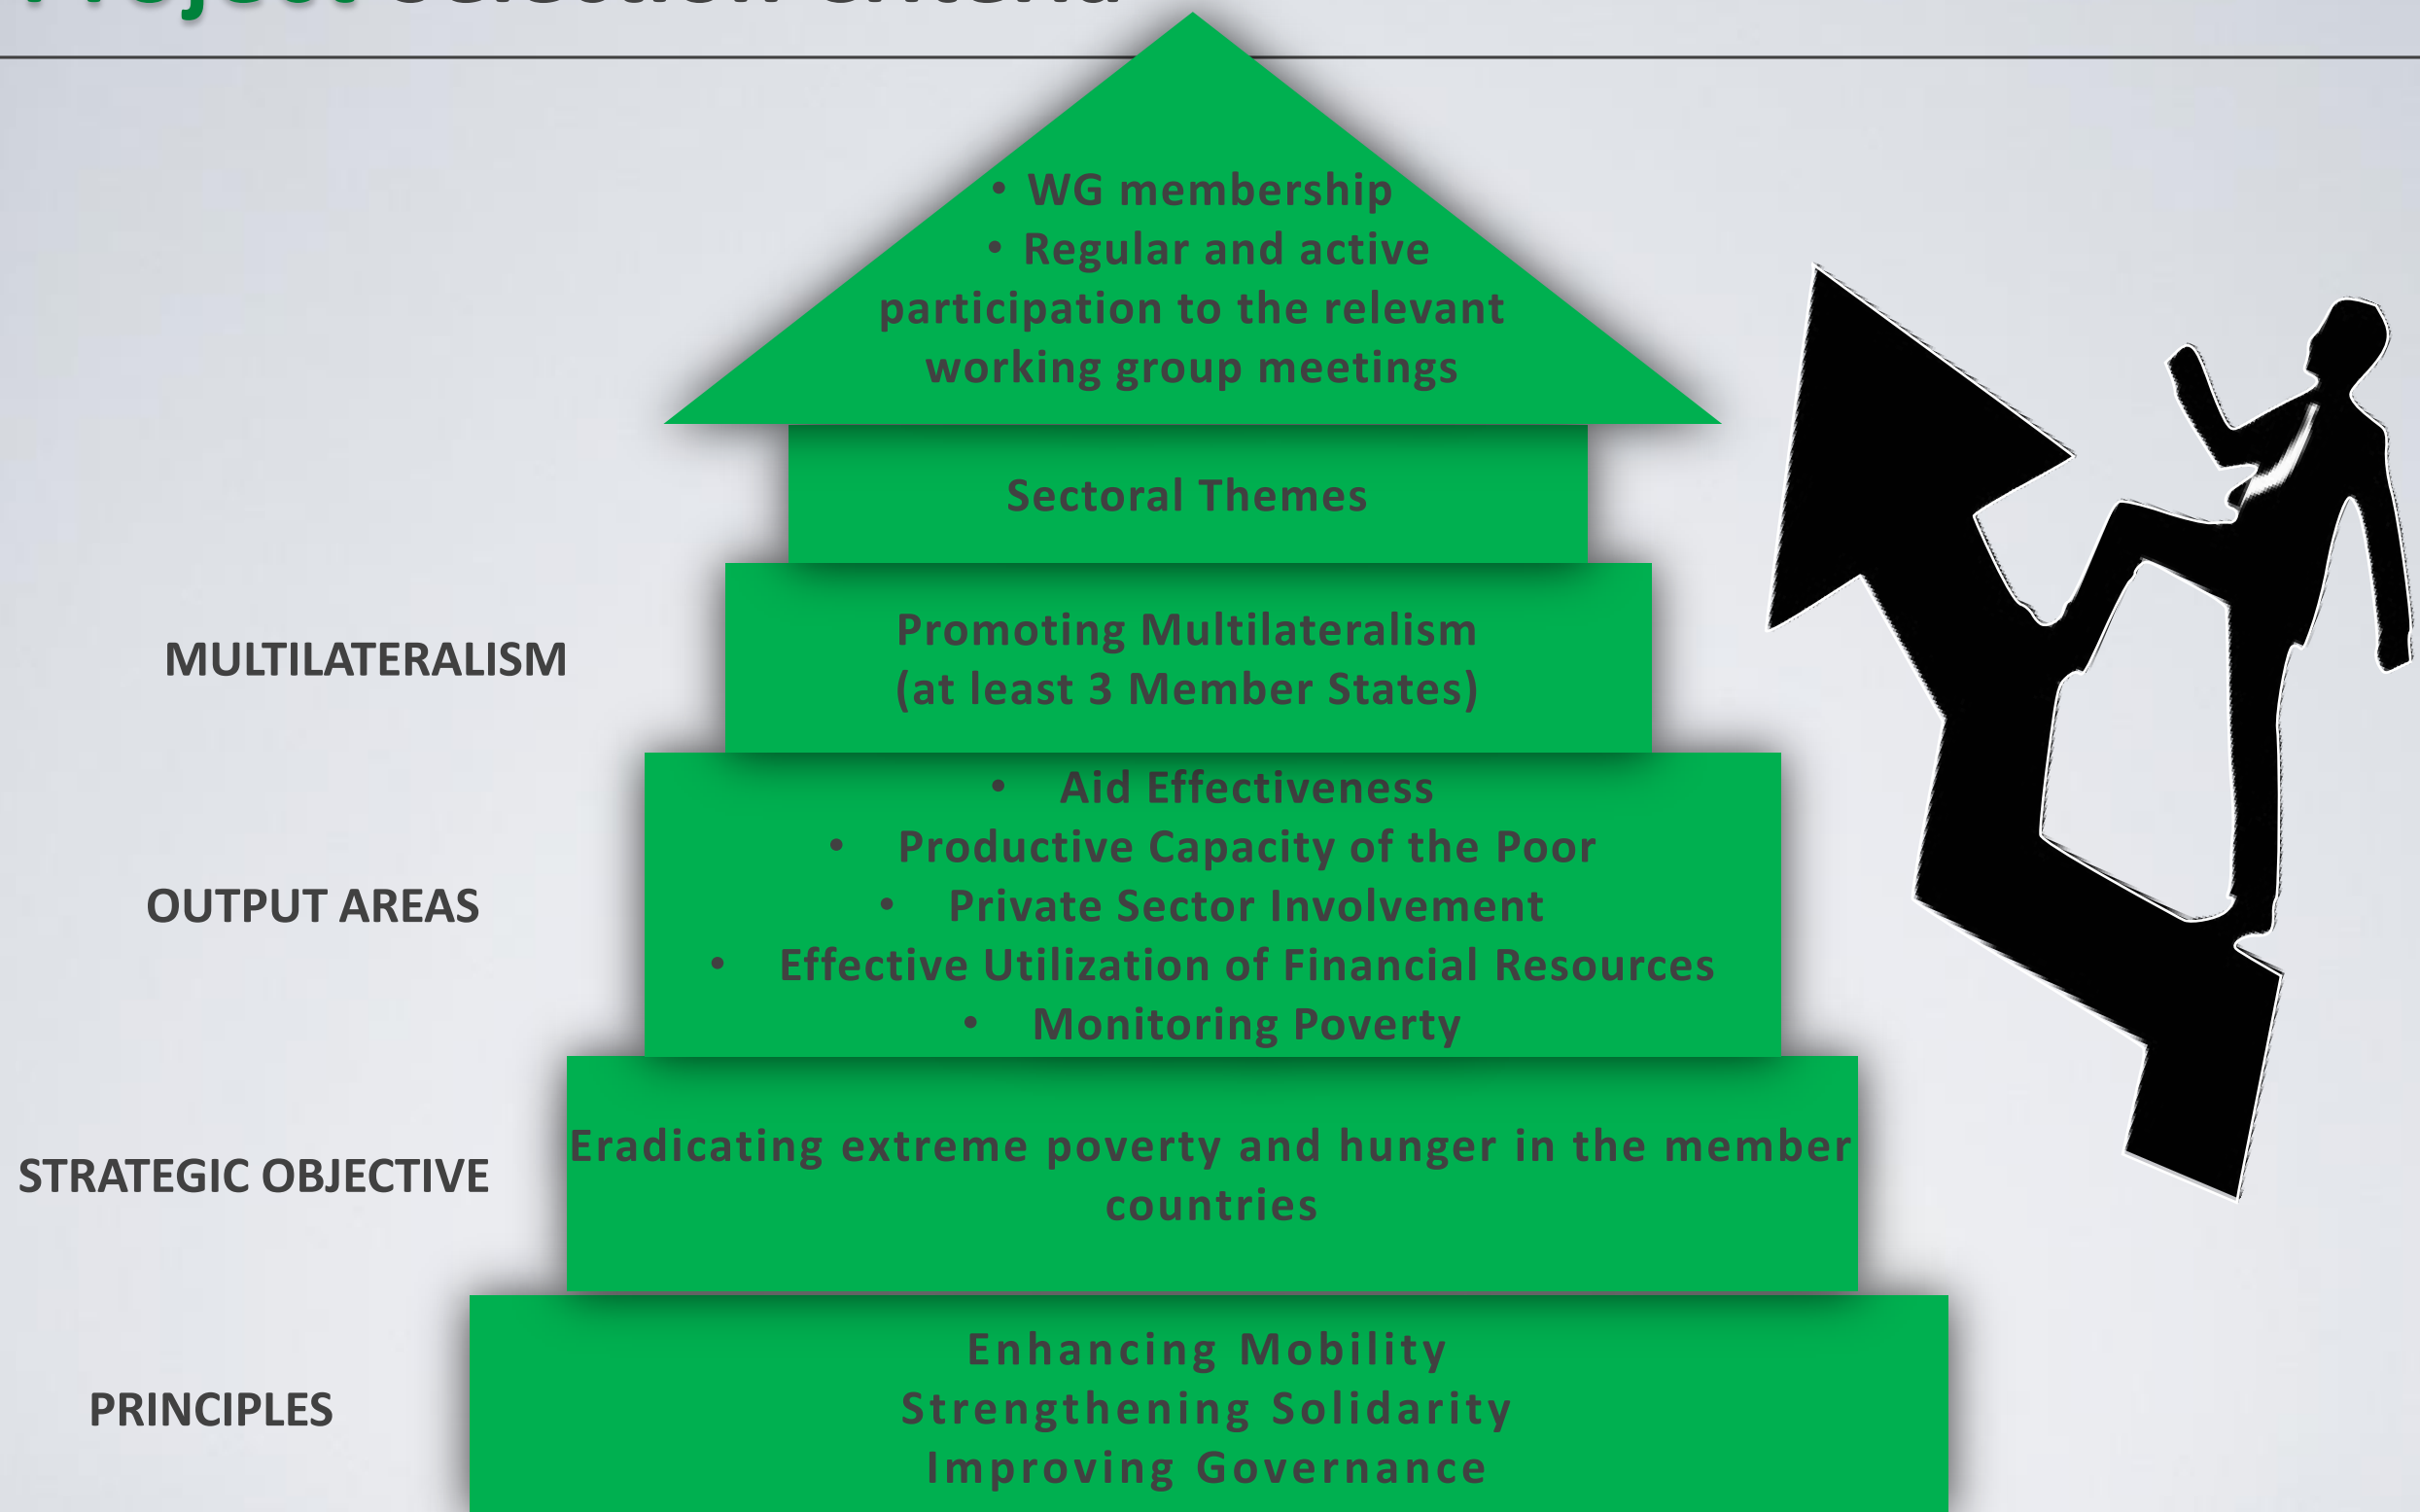 Project Selection Criteria
• WG membership
• Regular and active
participation to the relevant
working group meetings
Sectoral Themes
MULTILATERALISM
Promoting Multilateralism
(at least 3 Member States)
OUTPUT AREAS
• Aid Effectiveness
• Productive Capacity of the Poor
• Private Sector Involvement
• Effective Utilization of Financial Resources
• Monitoring Poverty
STRATEGIC OBJECTIVE
Eradicating extreme poverty and hunger in the member
countries
PRINCIPLES
Enhancing Mobility
Strengthening Solidarity
Improving Governance